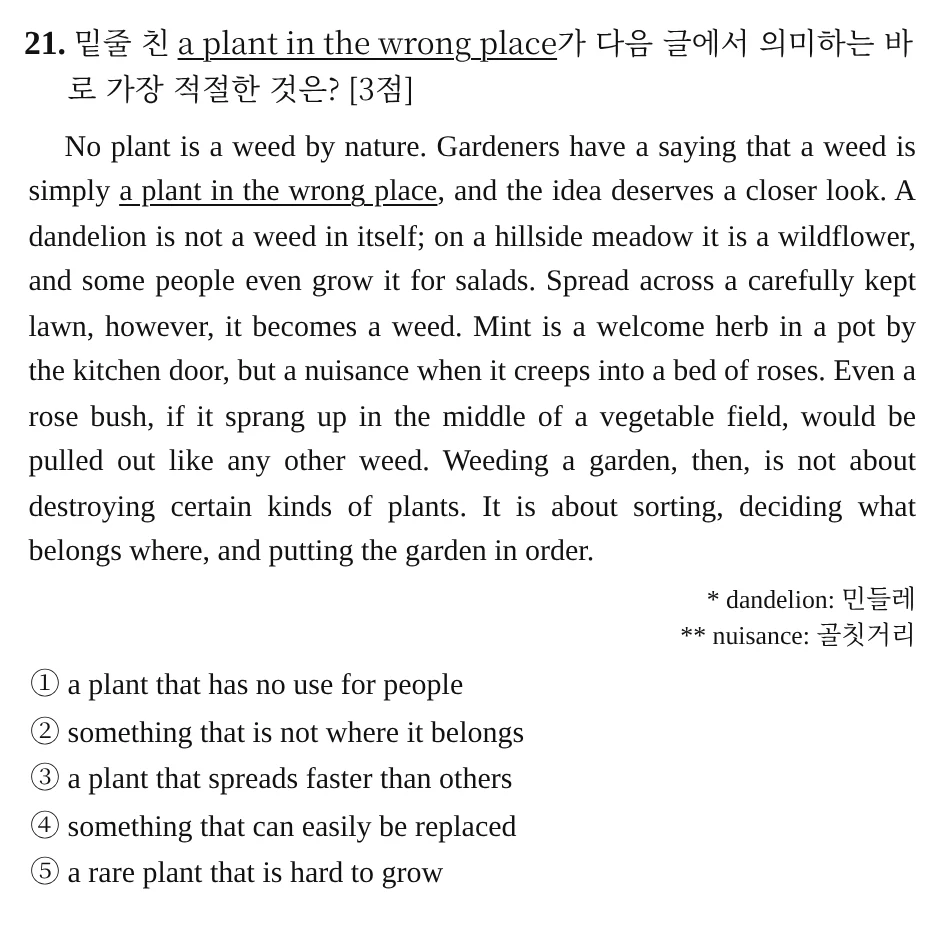 21. 밑줄 친 a plant in the wrong place가 다음 글에서 의미하는 바
로 가장 적절한 것은? [3점]
No plant is a weed by nature. Gardeners have a saying that a weed is
simply a plant in the wrong place, and the idea deserves a closer look. A
dandelion is not a weed in itself; on a hillside meadow it is a wildflower,
and some people even grow it for salads. Spread across a carefully kept
lawn, however, it becomes a weed. Mint is a welcome herb in a pot by
the kitchen door, but a nuisance when it creeps into a bed of roses. Even a
rose bush, if it sprang up in the middle of a vegetable field, would be
pulled out like any other weed. Weeding a garden, then, is not about
destroying certain kinds of plants. It is about sorting, deciding what
belongs where, and putting the garden in order.
* dandelion: 민들레
** nuisance: 골칫거리
① a plant that has no use for people
② something that is not where it belongs
③ a plant that spreads faster than others
④ something that can easily be replaced
⑤ a rare plant that is hard to grow